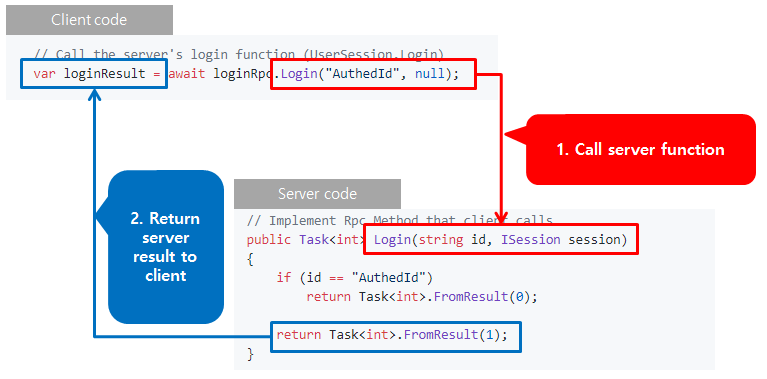 Client code
// Call the server's login function (UserSession.Login)
var loginResult = await loginRpc.Login("AuthedId", null);
1. Call server function
Server code
// Implement Rpc Method that client calls
public Task<int> Login(string id, ISession session)
{
if (id == "AuthedId")
return Task<int>.FromResult(0);
return Task<int>.FromResult(1);
}
2. Return
server
result to
client